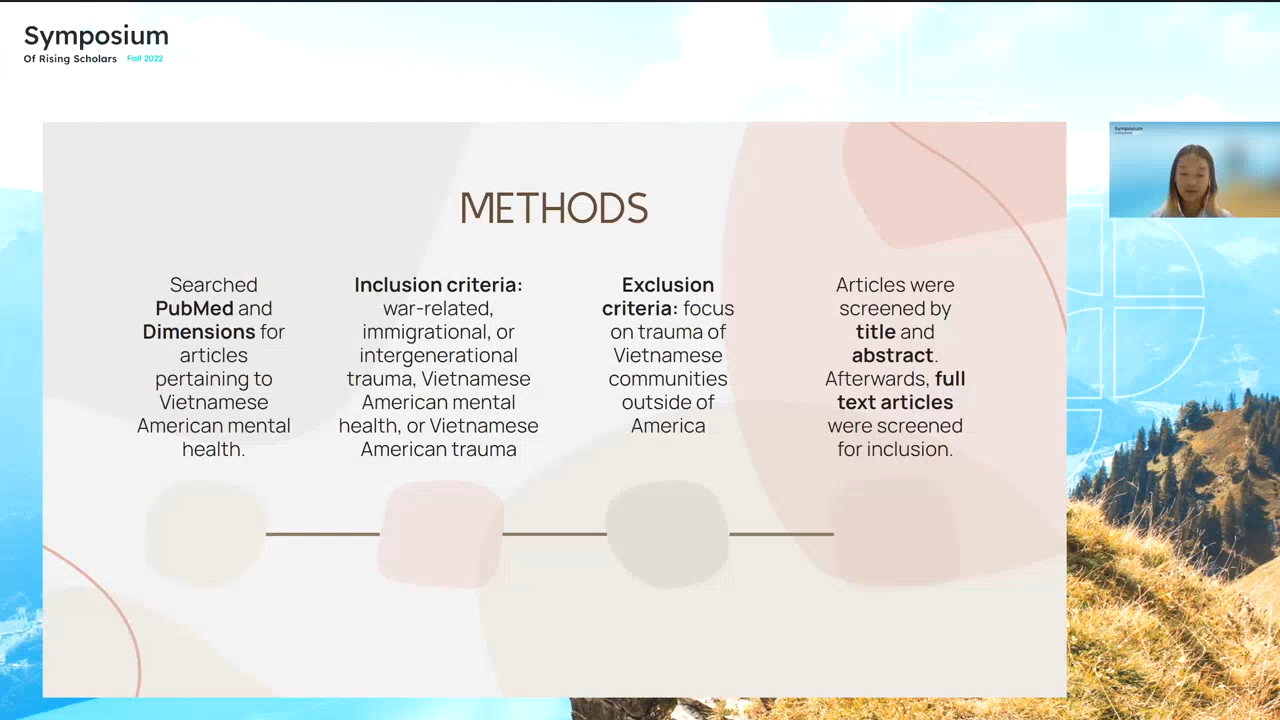 Symposium
Of Rising Scholars Fall 2022
Symposium
METHODS
Searched
PubMed and
Dimensions for
articles
pertaining to
Vietnamese
American mental
health.
Inclusion criteria:
war-related,
immigrational, or
intergenerational
trauma, Vietnamese
American mental
health, or Vietnamese
American trauma
Exclusion
criteria: focus
on trauma of
Vietnamese
communities
outside of
America
Articles were
screened by
title and
abstract.
Afterwards, full
text articles
were screened
for inclusion.